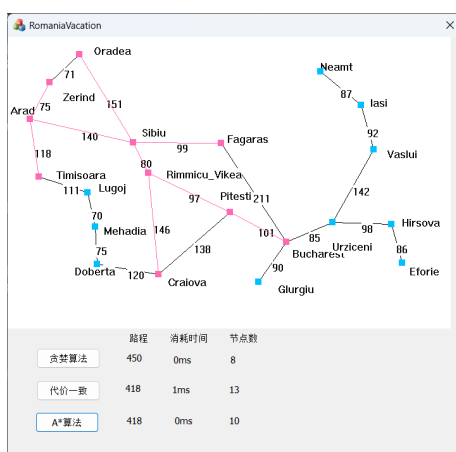 RomaniaVacation
Oradea
Neamt
71
87
Zerind
Iasi
75
151
Arad
92
Sibiu
140
Fagaras
99
Vaslui
118
80
Timisoara
Rimmicu_Vikea
111
Lugoj
97
Pitesti
142
70
211
Mehadia
146
101
85
Urziceni
98
Hirsova
75
138
Bucharest
86
Doberta
120
90
Eforie
Craiova
Glurgiu
路程 消耗时间 节点数
贪婪算法 450 0ms 8
代价一致 418 1ms 13
A*算法 418 0ms 10